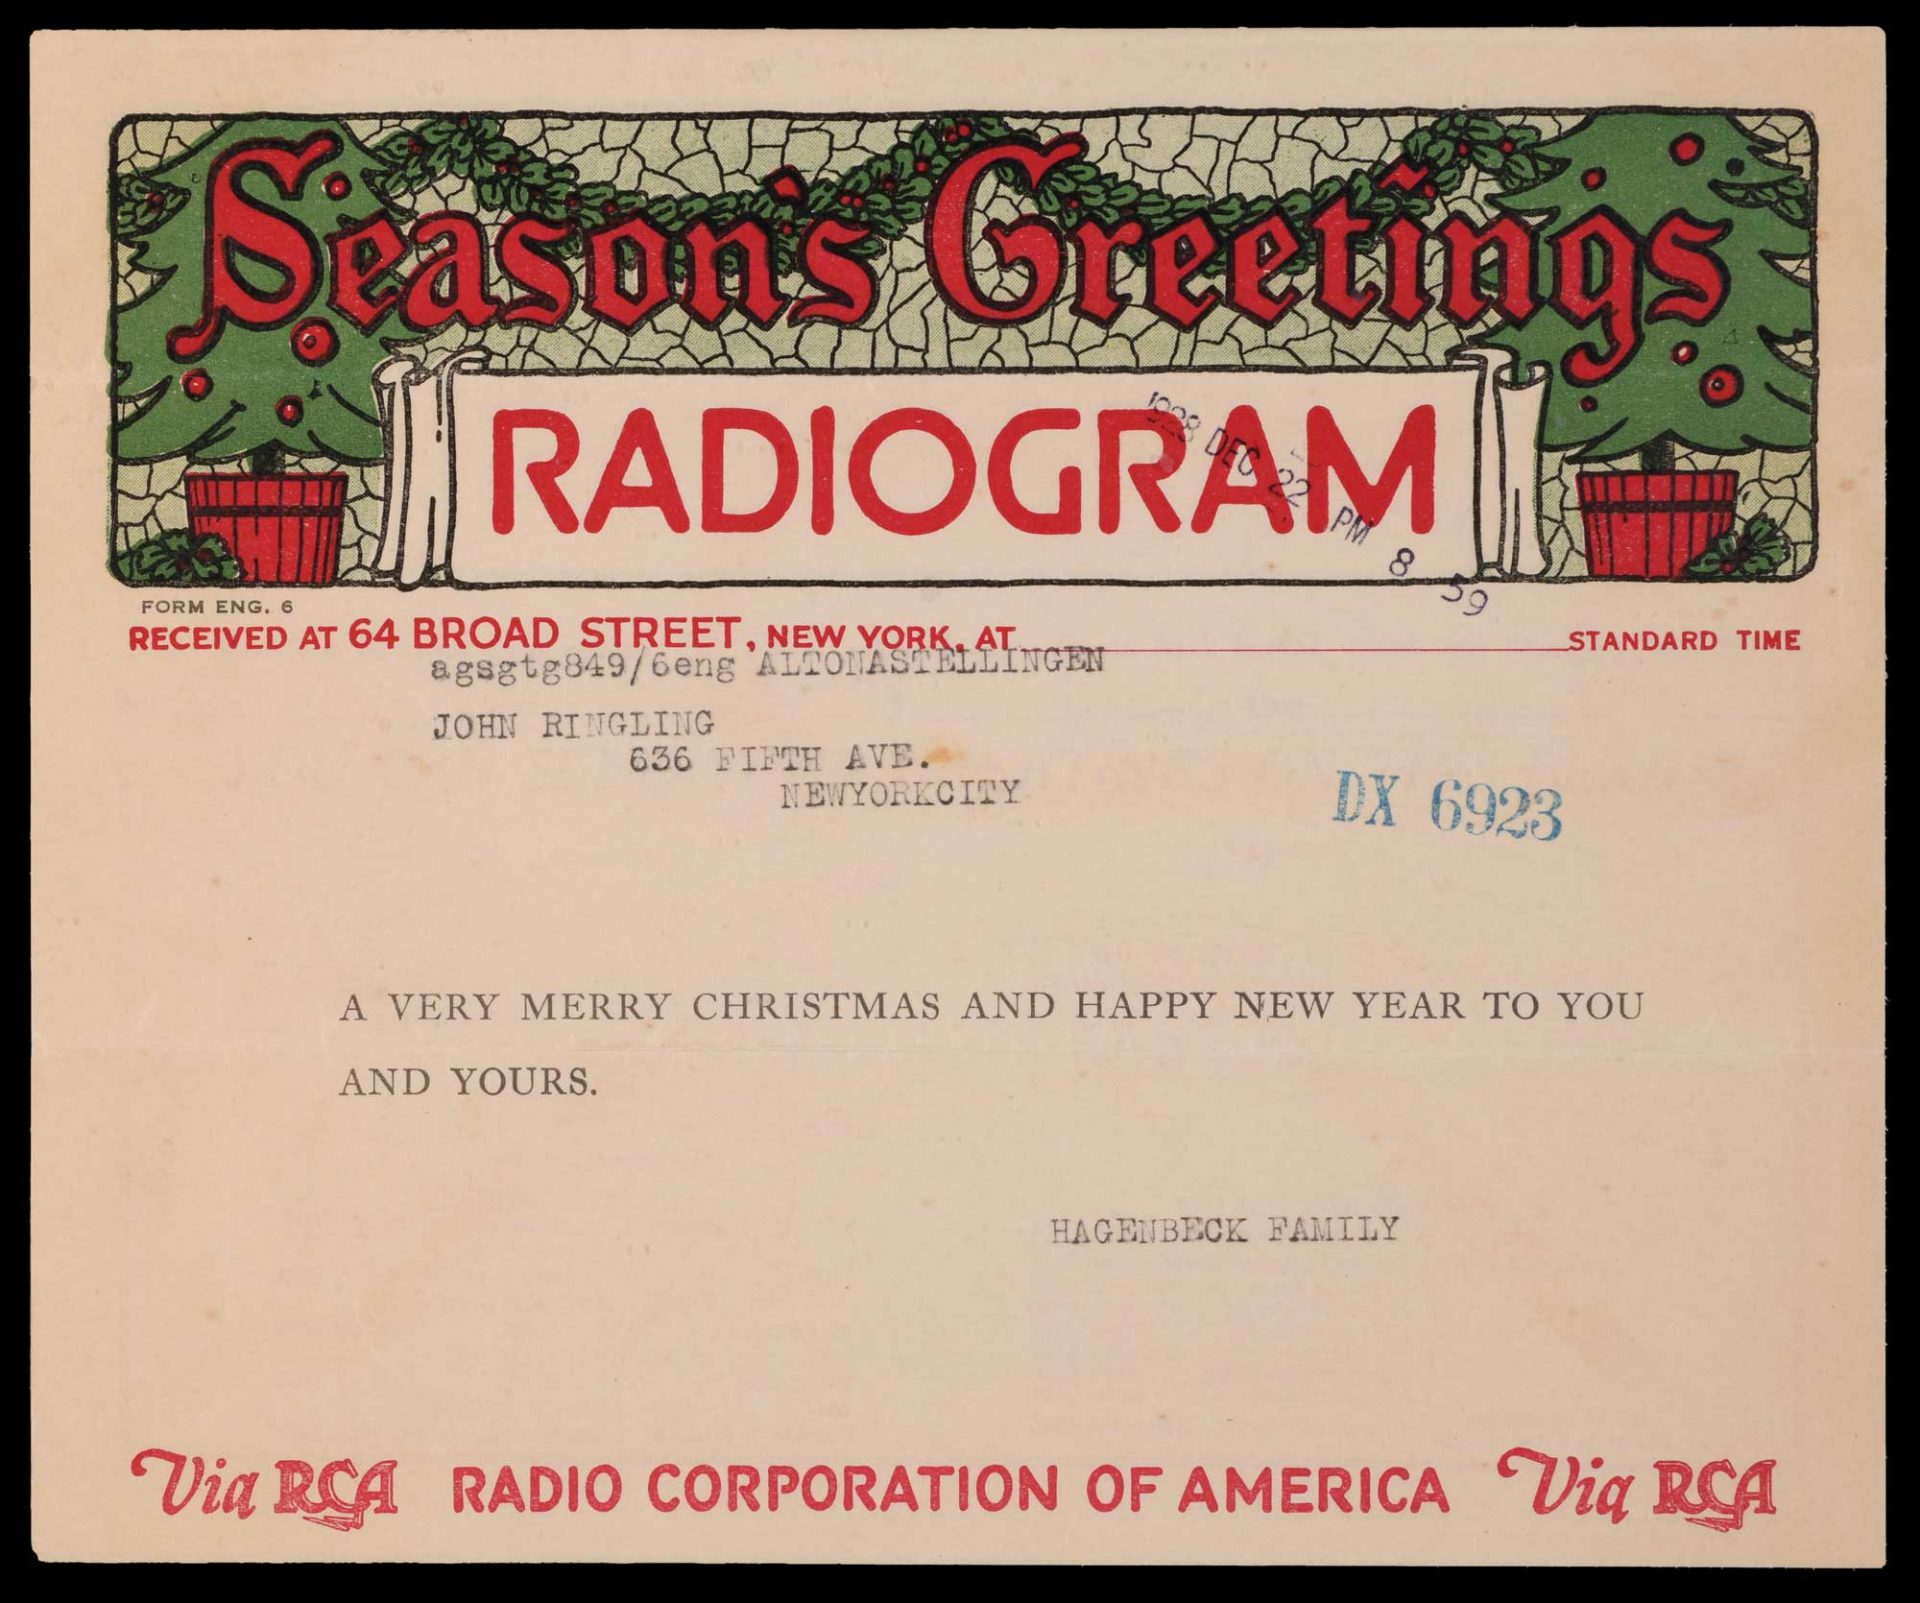 Season's Greetings
RADIOGRAM
1928 DEC 22 PM 8 59
FORM ENG. 6
RECEIVED AT 64 BROAD STREET, NEW YORK, AT STANDARD TIME
agsgtg849/6eng ALTONASTELLINGEN
JOHN RINGLING
636 FIFTH AVE.
NEWYORKCITY
DX 6923
A VERY MERRY CHRISTMAS AND HAPPY NEW YEAR TO YOU
AND YOURS.
HAGENBECK FAMILY
Via RCA RADIO CORPORATION OF AMERICA Via RCA